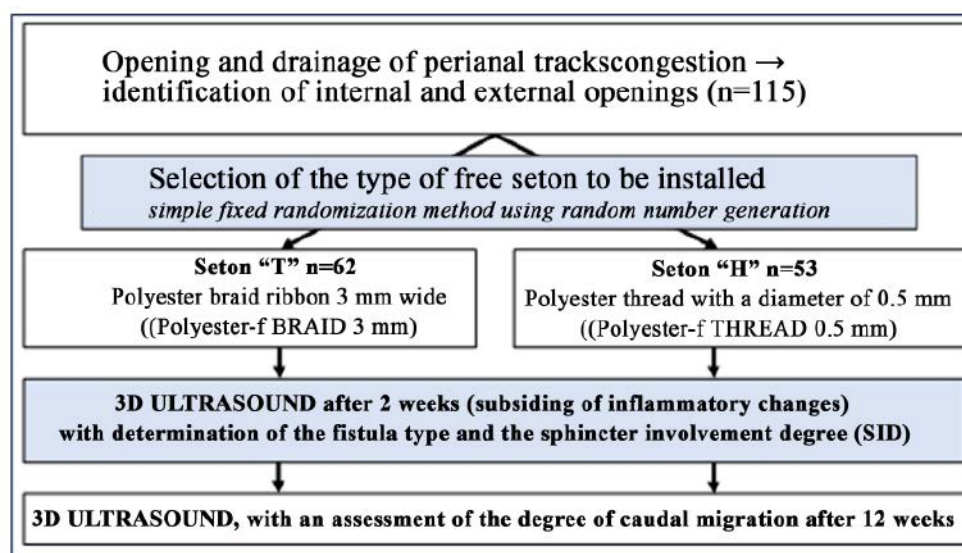 Opening and drainage of perianal trackscongestion →
identification of internal and external openings (n=115)
Selection of the type of free seton to be installed
simple fixed randomization method using random number generation
Seton “T” n=62
Polyester braid ribbon 3 mm wide
((Polyester-f BRAID 3 mm)
Seton “H” n=53
Polyester thread with a diameter of 0.5 mm
((Polyester-f THREAD 0.5 mm)
3D ULTRASOUND after 2 weeks (subsiding of inflammatory changes)
with determination of the fistula type and the sphincter involvement degree (SID)
3D ULTRASOUND, with an assessment of the degree of caudal migration after 12 weeks